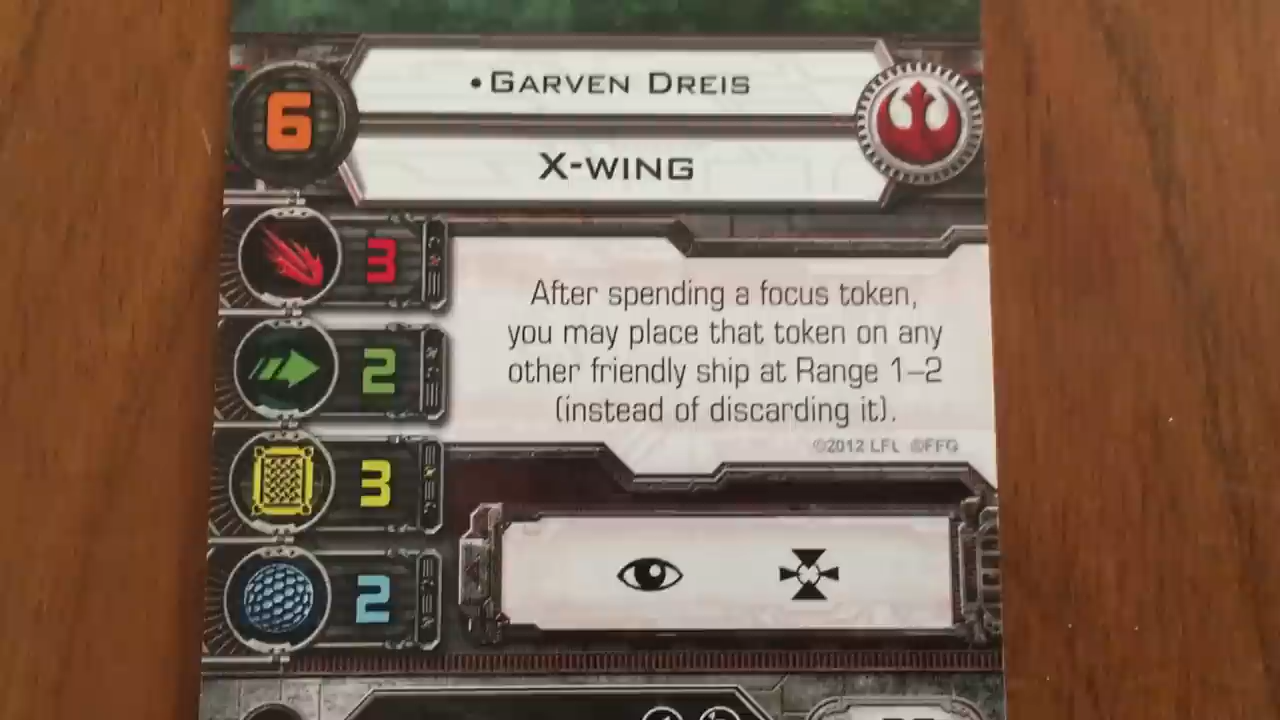 •GARVEN DREIS
6
X-WING
3
2
3
2
After spending a focus token,
you may place that token on any
other friendly ship at Range 1–2
(instead of discarding it).
©2012 LFL ©FFG